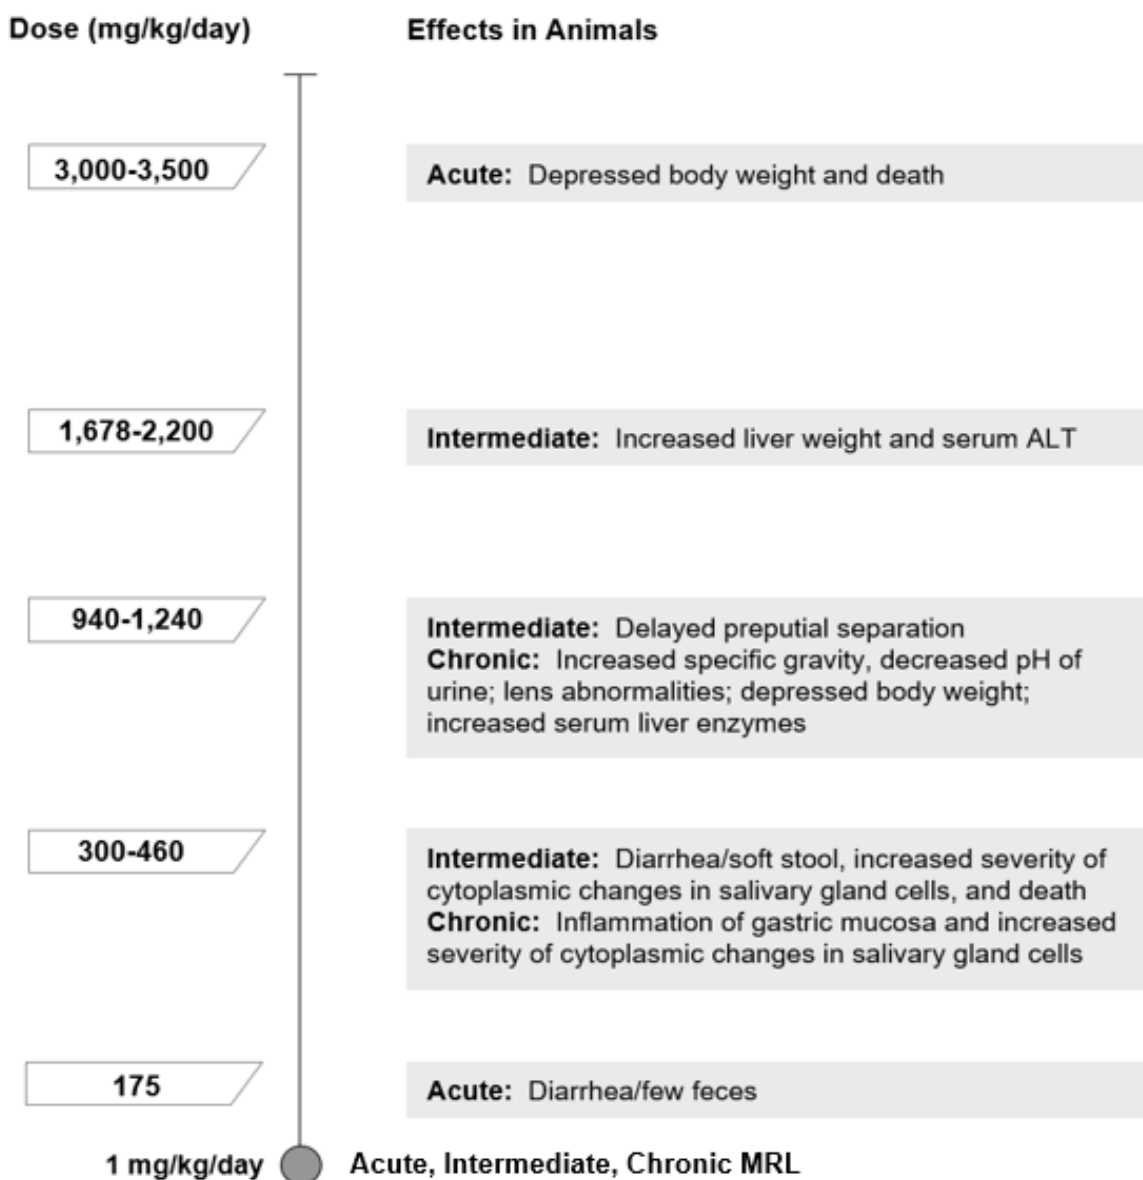 Dose (mg/kg/day) Effects in Animals
3,000-3,500
Acute: Depressed body weight and death
1,678-2,200
Intermediate: Increased liver weight and serum ALT
940-1,240
Intermediate: Delayed preputial separation
Chronic: Increased specific gravity, decreased pH of
urine; lens abnormalities; depressed body weight;
increased serum liver enzymes
300-460
Intermediate: Diarrhea/soft stool, increased severity of
cytoplasmic changes in salivary gland cells, and death
Chronic: Inflammation of gastric mucosa and increased
severity of cytoplasmic changes in salivary gland cells
175
Acute: Diarrhea/few feces
1 mg/kg/day Acute, Intermediate, Chronic MRL